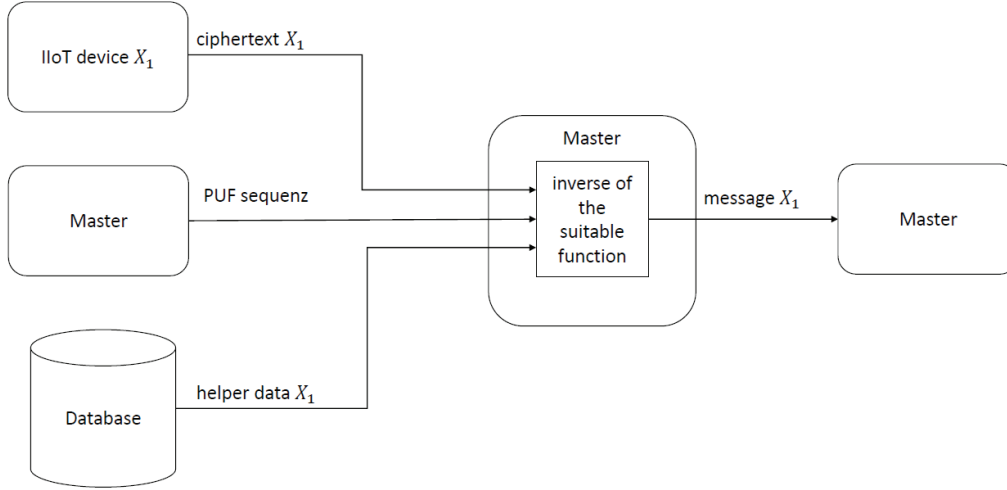 IIoT device X₁
ciphertext X₁
Master
PUF sequenz
Master
inverse of
the
suitable
function
message X₁
Master
Database
helper data X₁